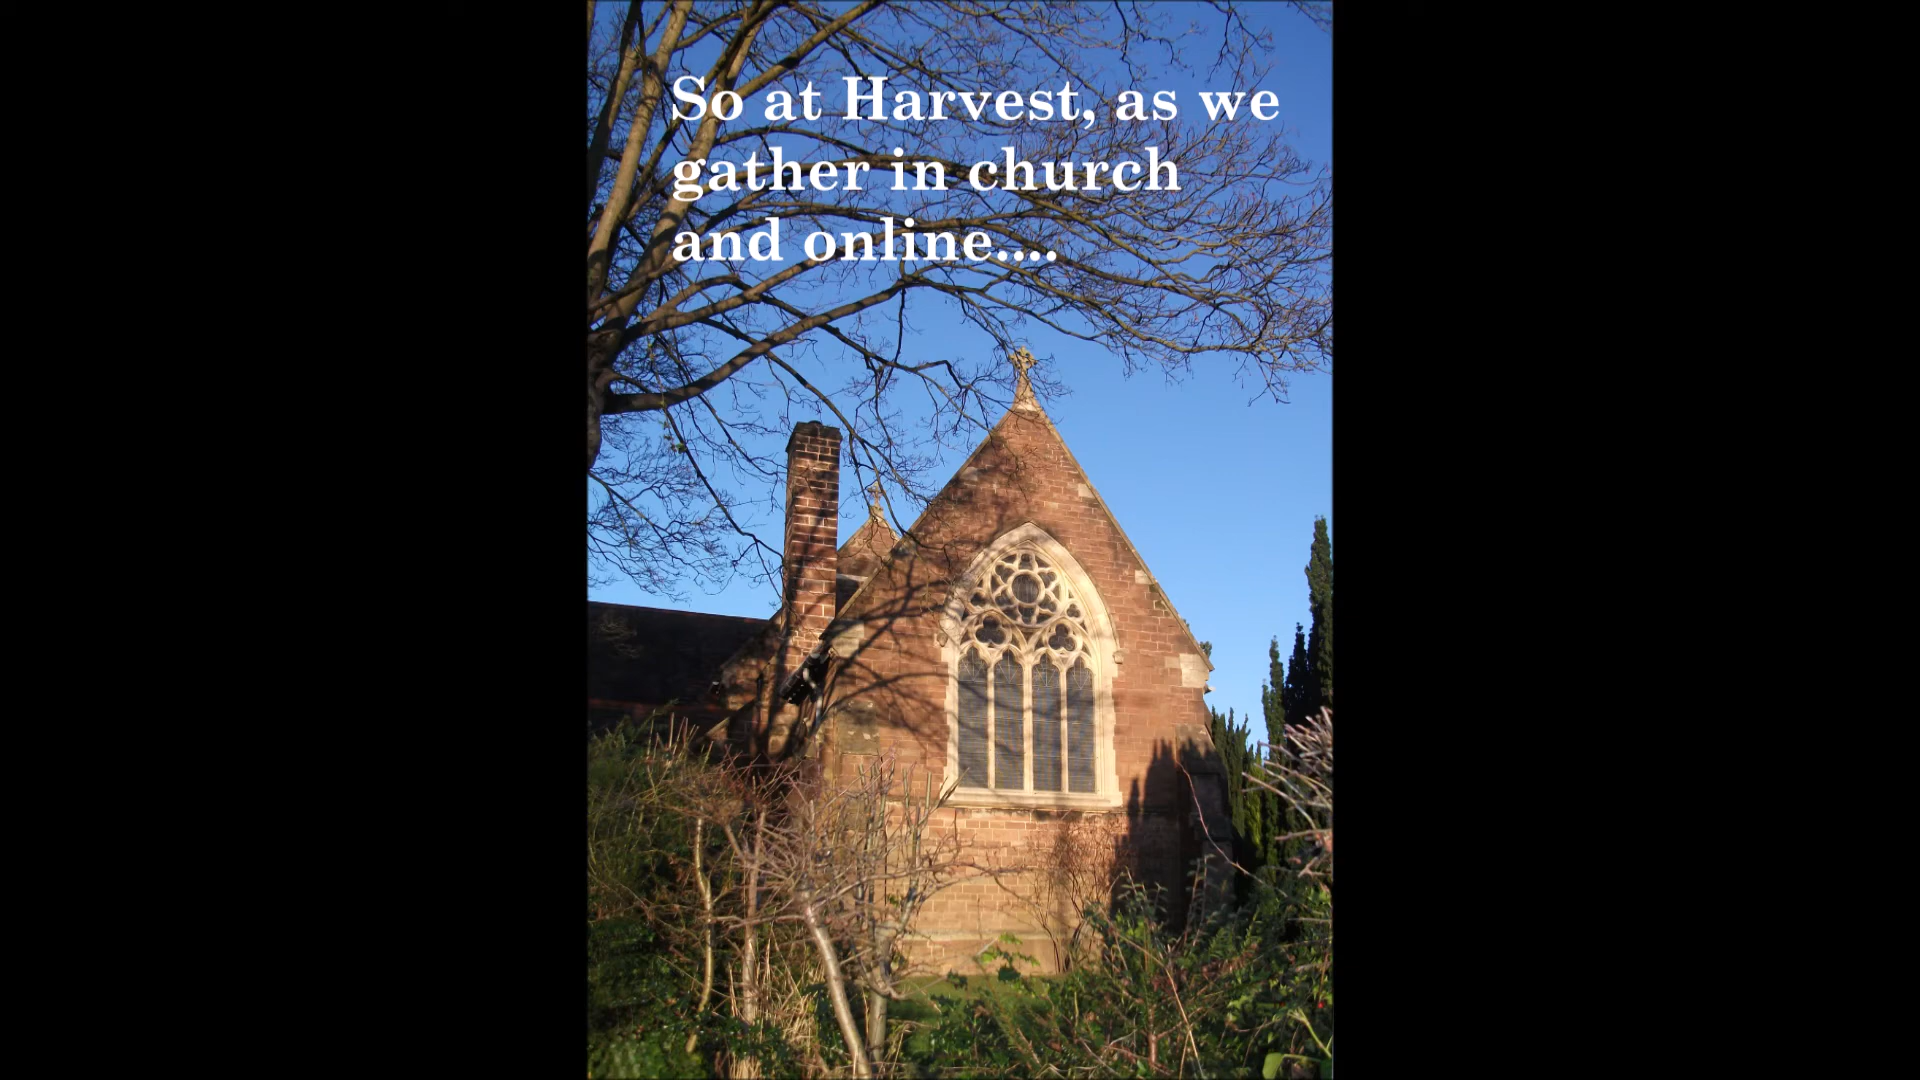 So at Harvest, as we
gather in church
and online....